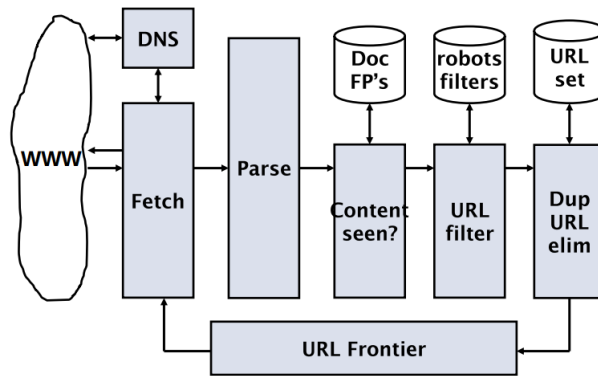 DNS
Doc
FP's
robots
filters
URL
set
WWW
Fetch
Parse
Content
seen?
URL
filter
Dup
URL
elim
URL Frontier